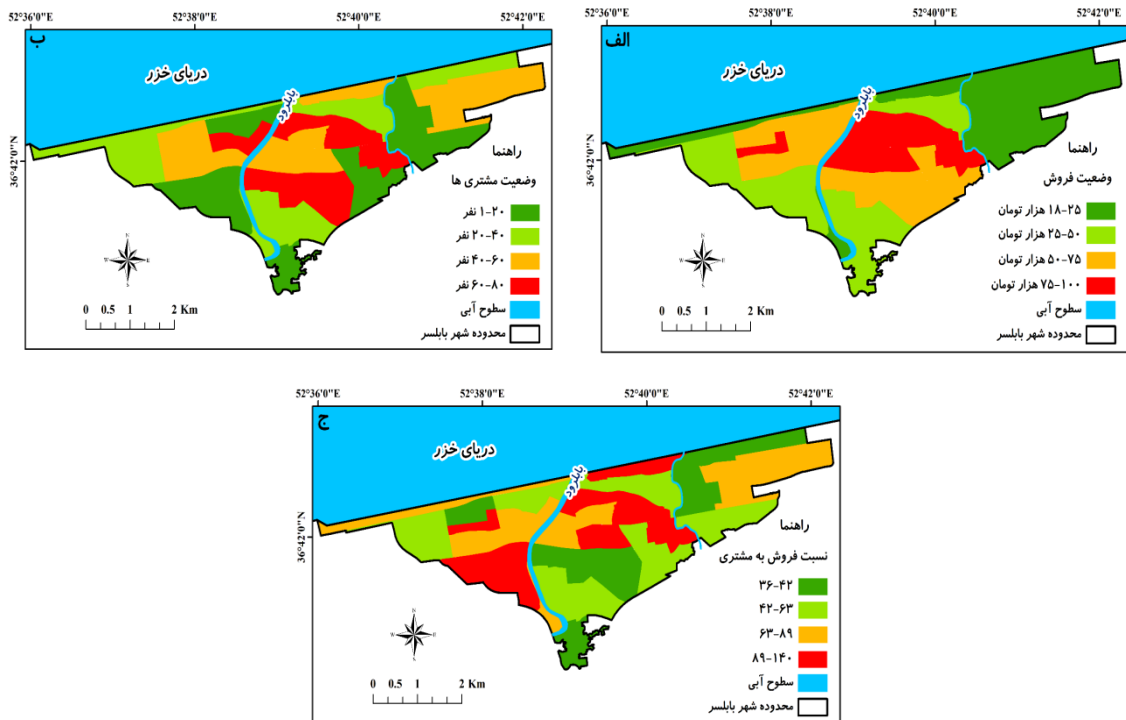 52°36'0"E 52°38'0"E 52°40'0"E 52°42'0"E
الف
دریای خزر
بابلرود
36°42'0"N
راهنما
وضعیت فروش
۱۸-۲۵ هزار تومان
۲۵-۵۰ هزار تومان
۵۰-۷۵ هزار تومان
۷۵-۱۰۰ هزار تومان
سطوح آبی
محدوده شهر بابلسر
N
W E
S
0 0.5 1 2 Km
52°36'0"E 52°38'0"E 52°40'0"E 52°42'0"E
ب
دریای خزر
بابلرود
36°42'0"N
راهنما
وضعیت مشتری ها
۱-۲۰ نفر
۲۰-۴۰ نفر
۴۰-۶۰ نفر
۶۰-۸۰ نفر
سطوح آبی
محدوده شهر بابلسر
N
W E
S
0 0.5 1 2 Km
52°36'0"E 52°38'0"E 52°40'0"E 52°42'0"E
ج
دریای خزر
بابلرود
36°42'0"N
راهنما
نسبت فروش به مشتری
۳۶-۴۲
۴۲-۶۳
۶۳-۸۹
۸۹-۱۴۰
سطوح آبی
محدوده شهر بابلسر
N
W E
S
0 0.5 1 2 Km